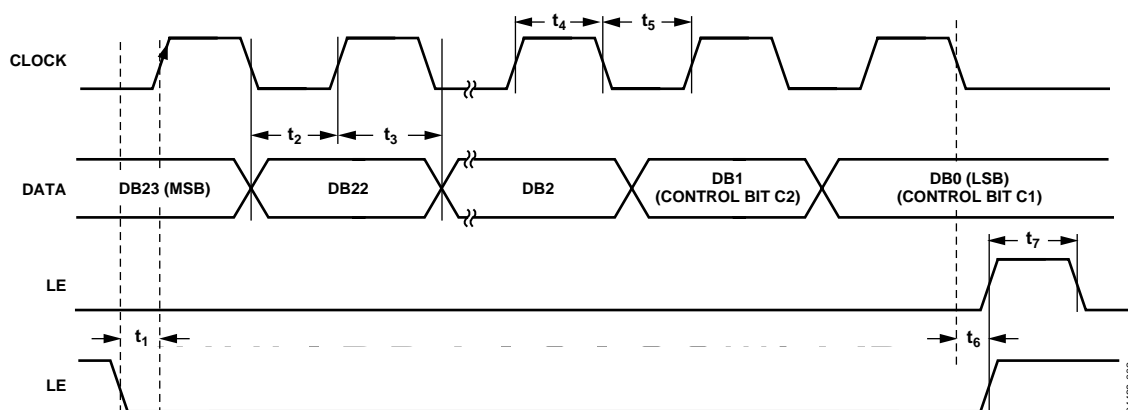 t4
t5
CLOCK
t2
t3
DATA
DB23 (MSB)
DB22
DB2
DB1
(CONTROL BIT C2)
DB0 (LSB)
(CONTROL BIT C1)
t7
LE
t1
t6
LE